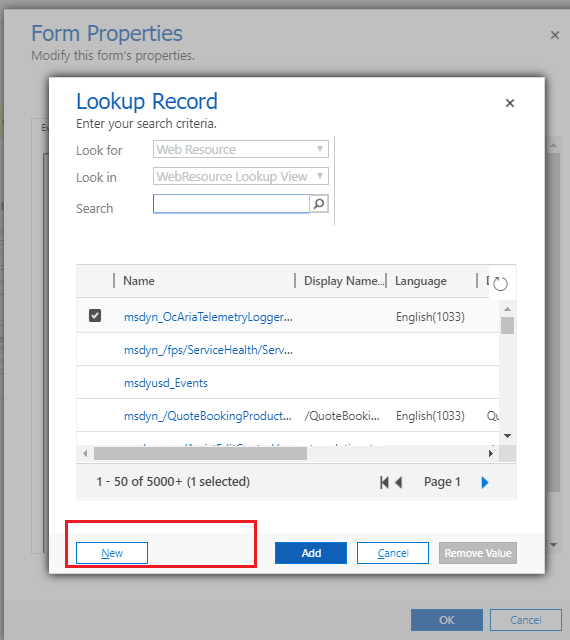 Form Properties
Modify this form's properties.
Lookup Record
Enter your search criteria.
Look for Web Resource
Look in WebResource Lookup View
Search
Name Display Name... Language
msdyn_OcAriaTelemetryLogger... English(1033)
msdyn_/fps/ServiceHealth/Serv...
msdyusd_Events
msdyn_/QuoteBookingProduct... /QuoteBooki... English(1033)
1 - 50 of 5000+ (1 selected) Page 1
New Add Cancel Remove Value
OK Cancel